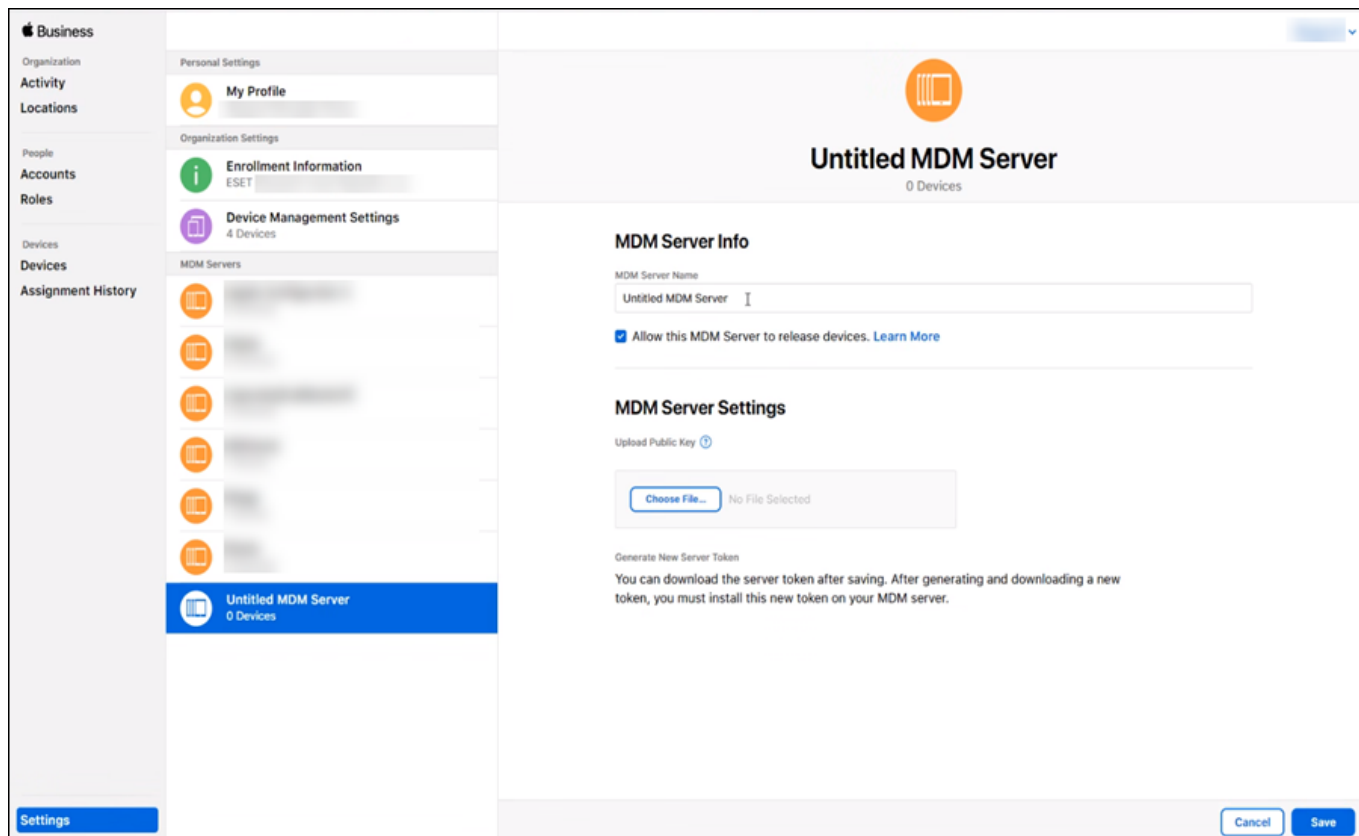 Business
Organization
Activity
Locations
People
Accounts
Roles
Devices
Devices
Assignment History
Settings
Personal Settings
My Profile
Organization Settings
Enrollment Information
ESET
Device Management Settings
4 Devices
MDM Servers
Untitled MDM Server
0 Devices
Untitled MDM Server
0 Devices
MDM Server Info
MDM Server Name
Untitled MDM Server
Allow this MDM Server to release devices. Learn More
MDM Server Settings
Upload Public Key ?
Choose File... No File Selected
Generate New Server Token
You can download the server token after saving. After generating and downloading a new
token, you must install this new token on your MDM server.
Cancel Save